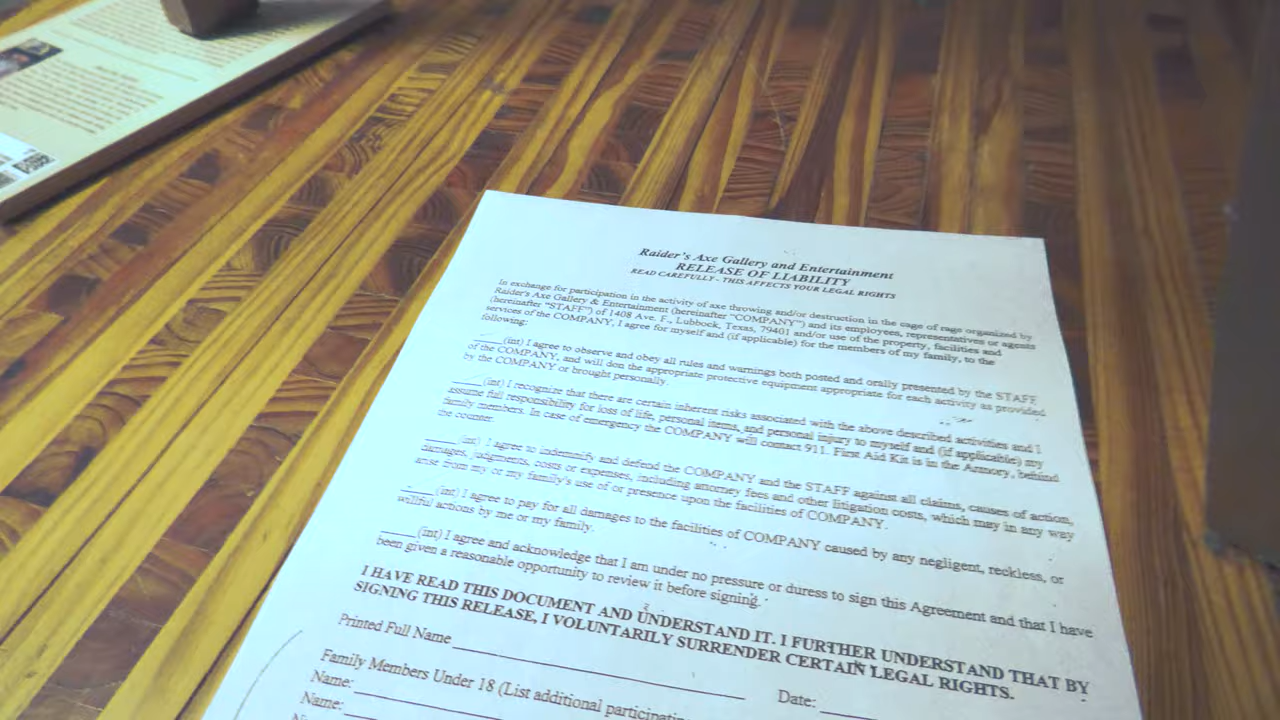 Raider's Axe Gallery and Entertainment
RELEASE OF LIABILITY
READ CAREFULLY - THIS AFFECTS YOUR LEGAL RIGHTS
In exchange for participation in the activity of axe throwing and/or destruction in the cage of rage organized by
Raider's Axe Gallery & Entertainment (hereinafter "COMPANY") and its employees, representatives or agents
(hereinafter "STAFF") of 1408 Ave. F., Lubbock, Texas, 79401 and/or use of the property, facilities and
services of the COMPANY, I agree for myself and (if applicable) for the members of my family, to the
following:
_____(int) I agree to observe and obey all rules and warnings both posted and orally presented by the STAFF
of the COMPANY, and will don the appropriate protective equipment appropriate for each activity as provided
by the COMPANY or brought personally.
_____(int) I recognize that there are certain inherent risks associated with the above described activities and I
assume full responsibility for loss of life, personal items, and personal injury to myself and (if applicable) my
family members. In case of emergency the COMPANY will contact 911. First Aid Kit is in the Armory, behind
the counter.
_____(int) I agree to indemnify and defend the COMPANY and the STAFF against all claims, causes of action,
damages, judgments, costs or expenses, including attorney fees and other litigation costs, which may in any way
arise from my or my family's use of or presence upon the facilities of COMPANY.
_____(int) I agree to pay for all damages to the facilities of COMPANY caused by any negligent, reckless, or
willful actions by me or my family.
_____(int) I agree and acknowledge that I am under no pressure or duress to sign this Agreement and that I have
been given a reasonable opportunity to review it before signing.
I HAVE READ THIS DOCUMENT AND UNDERSTAND IT. I FURTHER UNDERSTAND THAT BY
SIGNING THIS RELEASE, I VOLUNTARILY SURRENDER CERTAIN LEGAL RIGHTS.
Printed Full Name__________ Date: _____
Family Members Under 18 (List additional
Name:__________
Name:__________